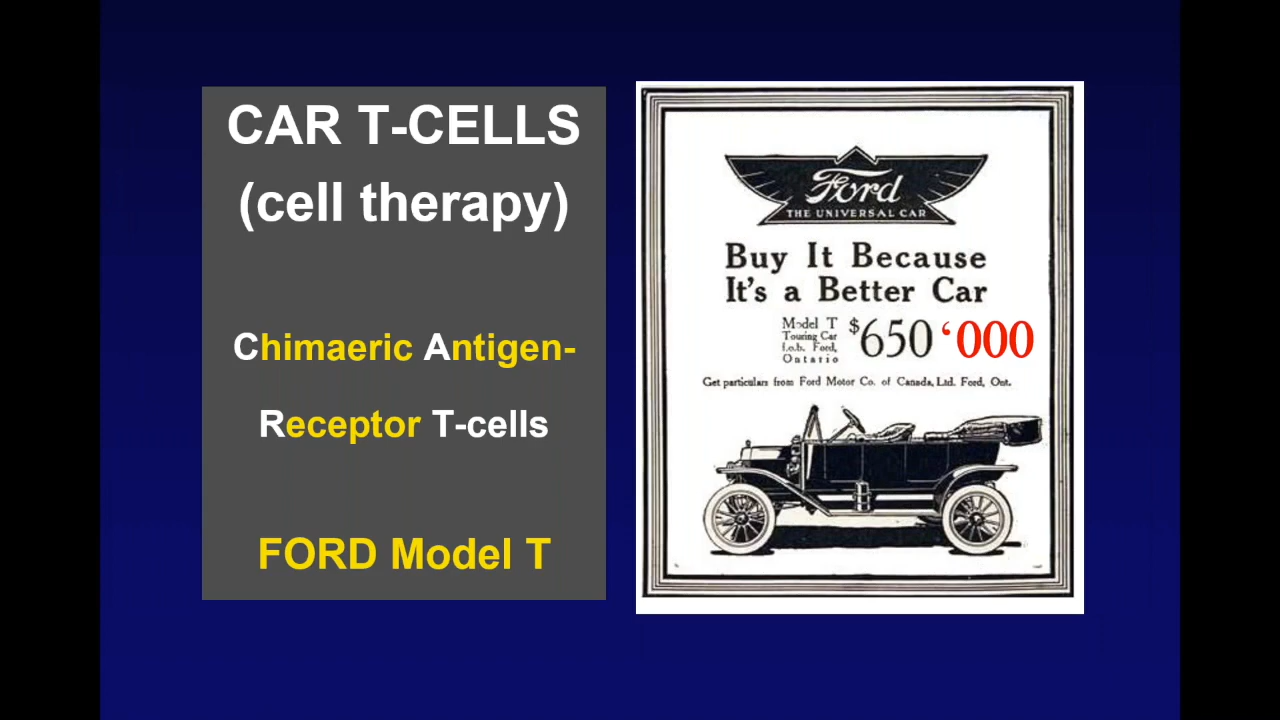 CAR T-CELLS
(cell therapy)
Chimaeric Antigen-
Receptor T-cells
FORD Model T
Ford
THE UNIVERSAL CAR
Buy It Because
It's a Better Car
Model T
Touring Car
f.o.b. Ford,
Ontario
$650 ‘000
Get particulars from Ford Motor Co. of Canada, Ltd. Ford, Ont.